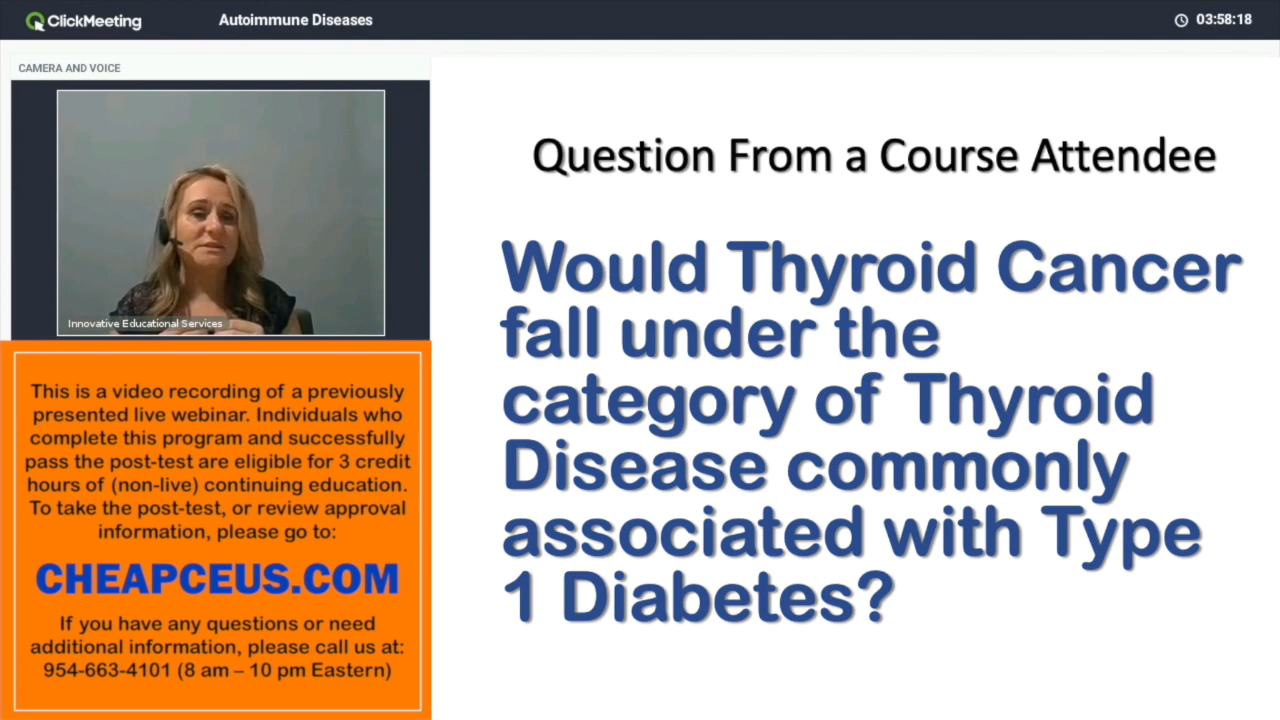 ClickMeeting
Autoimmune Diseases
03:58:18
CAMERA AND VOICE
Innovative Educational Services
This is a video recording of a previously
presented live webinar. Individuals who
complete this program and successfully
pass the post-test are eligible for 3 credit
hours of (non-live) continuing education.
To take the post-test, or review approval
information, please go to:
CHEAPCEUS.COM
If you have any questions or need
additional information, please call us at:
954-663-4101 (8 am – 10 pm Eastern)
Question From a Course Attendee
Would Thyroid Cancer
fall under the
category of Thyroid
Disease commonly
associated with Type
1 Diabetes?